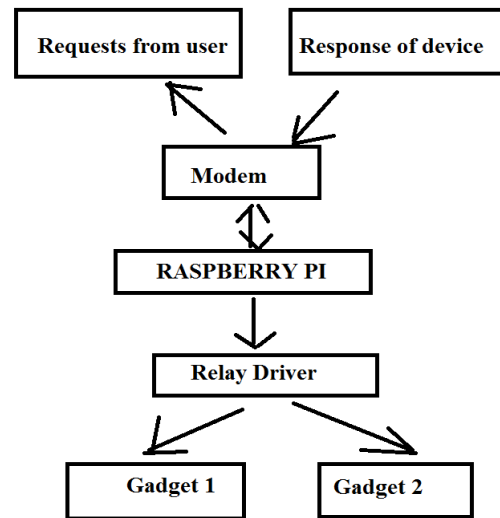 Requests from user
Response of device
Modem
RASPBERRY PI
Relay Driver
Gadget 1
Gadget 2